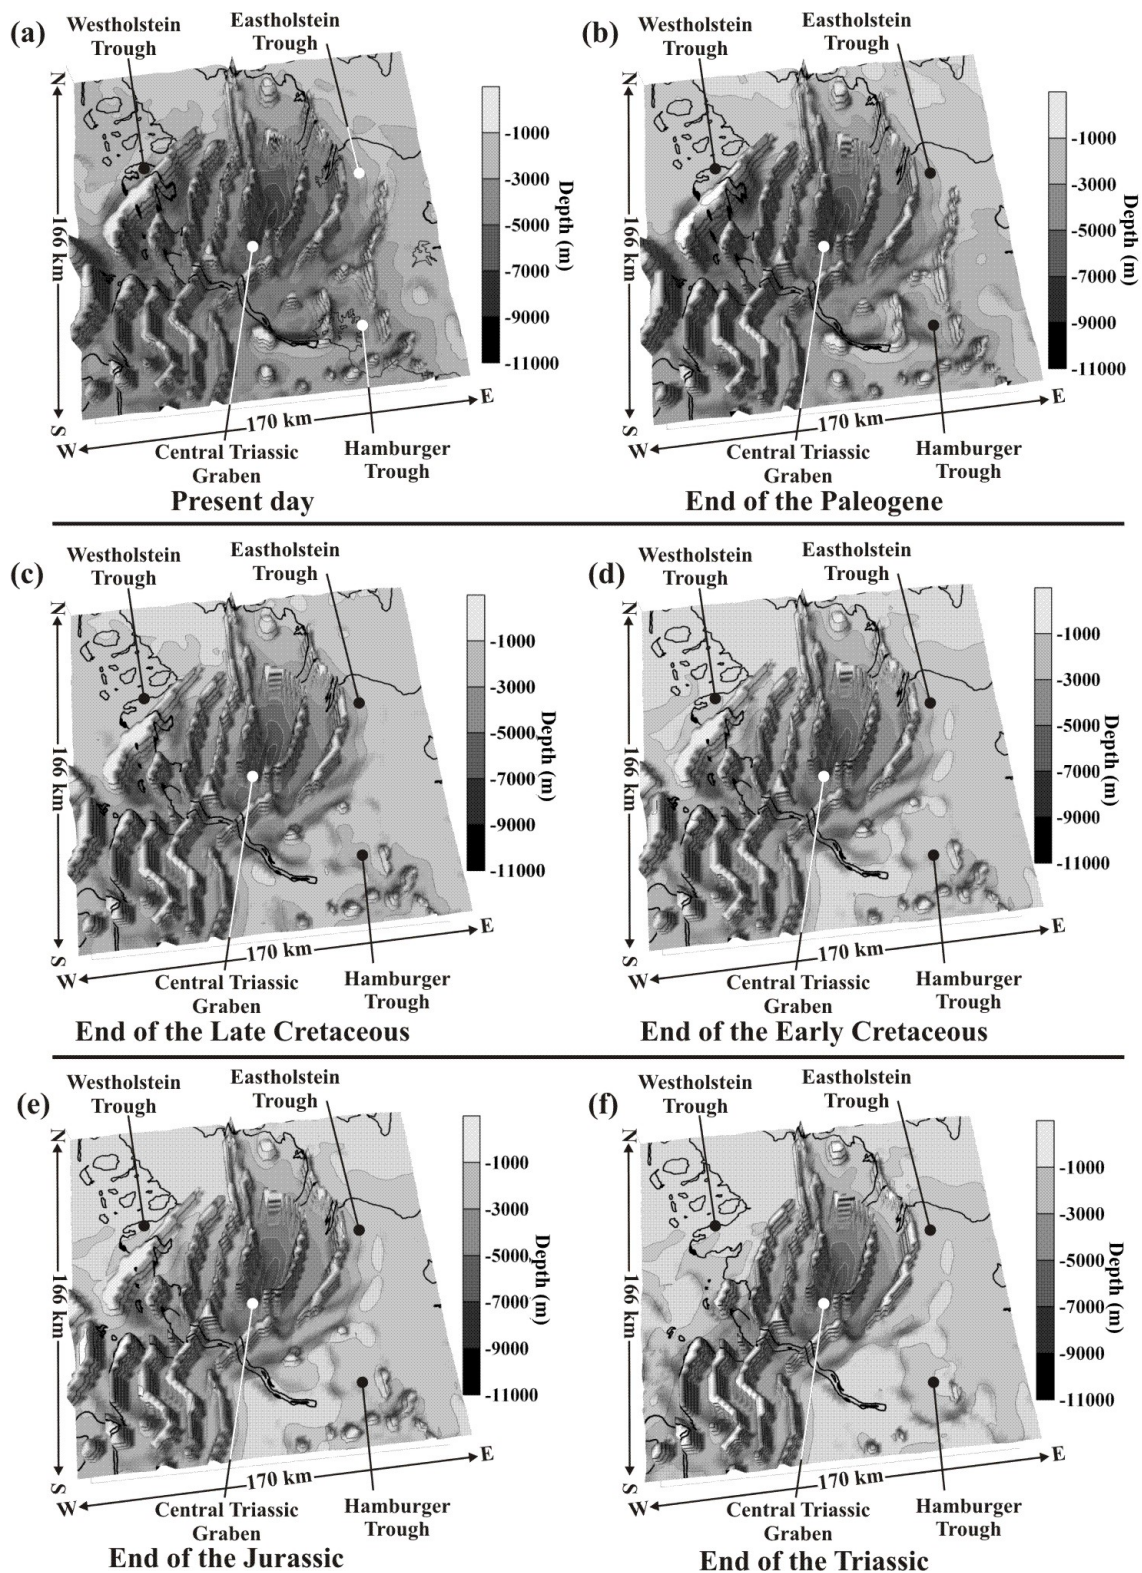 (a)
Westholstein
Trough
Eastholstein
Trough
N
166 km
S
W
170 km
E
-1000
-3000
-5000
-7000
-9000
-11000
Depth (m)
Central Triassic
Graben
Hamburger
Trough
Present day
(b)
Westholstein
Trough
Eastholstein
Trough
N
166 km
S
W
170 km
E
-1000
-3000
-5000
-7000
-9000
-11000
Depth (m)
Central Triassic
Graben
Hamburger
Trough
End of the Paleogene
(c)
Westholstein
Trough
Eastholstein
Trough
N
166 km
S
W
170 km
E
-1000
-3000
-5000
-7000
-9000
-11000
Depth (m)
Central Triassic
Graben
Hamburger
Trough
End of the Late Cretaceous
(d)
Westholstein
Trough
Eastholstein
Trough
N
166 km
S
W
170 km
E
-1000
-3000
-5000
-7000
-9000
-11000
Depth (m)
Central Triassic
Graben
Hamburger
Trough
End of the Early Cretaceous
(e)
Westholstein
Trough
Eastholstein
Trough
N
166 km
S
W
170 km
E
-1000
-3000
-5000
-7000
-9000
-11000
Depth (m)
Central Triassic
Graben
Hamburger
Trough
End of the Jurassic
(f)
Westholstein
Trough
Eastholstein
Trough
N
166 km
S
W
170 km
E
-1000
-3000
-5000
-7000
-9000
-11000
Depth (m)
Central Triassic
Graben
Hamburger
Trough
End of the Triassic